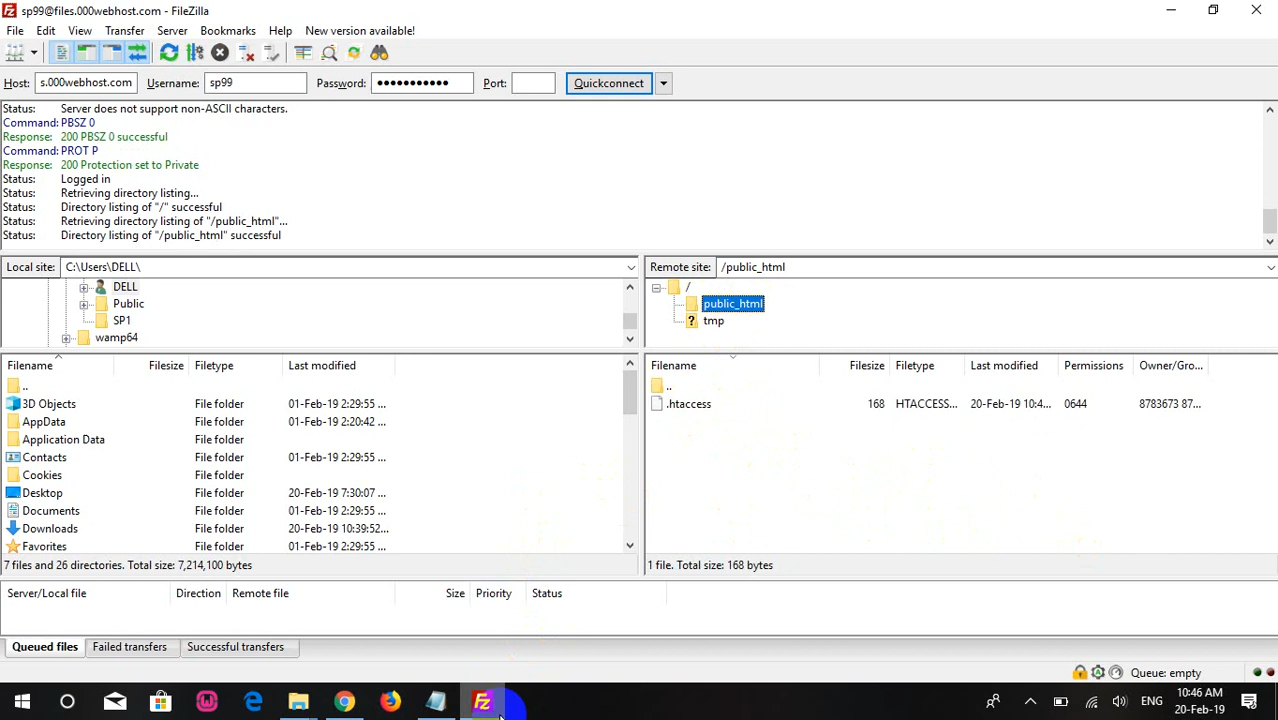 sp99@files.000webhost.com - FileZilla
File Edit View Transfer Server Bookmarks Help New version available!
Host: s.000webhost.com Username: sp99 Password: ●●●●●●●●●●● Port: Quickconnect
Status: Server does not support non-ASCII characters.
Command: PBSZ 0
Response: 200 PBSZ 0 successful
Command: PROT P
Response: 200 Protection set to Private
Status: Logged in
Status: Retrieving directory listing...
Status: Directory listing of "/" successful
Status: Retrieving directory listing of "/public_html"...
Status: Directory listing of "/public_html" successful
Local site: C:\Users\DELL\
DELL
Public
SP1
wamp64
Remote site: /public_html
/
public_html
? tmp
Filename Filesize Filetype Last modified
..
3D Objects File folder 01-Feb-19 2:29:55 ...
AppData File folder 01-Feb-19 2:20:42 ...
Application Data File folder
Contacts File folder 01-Feb-19 2:29:55 ...
Cookies File folder
Desktop File folder 20-Feb-19 7:30:07 ...
Documents File folder 01-Feb-19 2:29:55 ...
Downloads File folder 20-Feb-19 10:39:52...
Favorites File folder 01-Feb-19 2:29:55 ...
7 files and 26 directories. Total size: 7,214,100 bytes
Filename Filesize Filetype Last modified Permissions Owner/Gro...
..
.htaccess 168 HTACCESS... 20-Feb-19 10:4... 0644 8783673 87...
1 file. Total size: 168 bytes
Server/Local file Direction Remote file Size Priority Status
Queued files Failed transfers Successful transfers
Queue: empty
Fz
ENG
10:46 AM
20-Feb-19